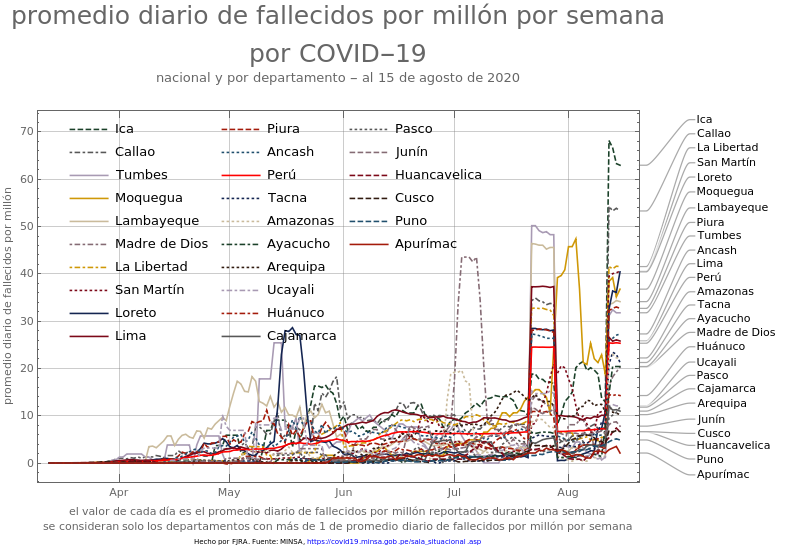 promedio diario de fallecidos por millón por semana
por COVID−19
nacional y por departamento − al 15 de agosto de 2020
promedio diario de fallecidos por millón
70
60
50
40
30
20
10
0
Apr
May
Jun
Jul
Aug
Ica
Callao
Tumbes
Moquegua
Lambayeque
Madre de Dios
La Libertad
San Martín
Loreto
Lima
Piura
Ancash
Perú
Tacna
Amazonas
Ayacucho
Arequipa
Ucayali
Huánuco
Cajamarca
Pasco
Junín
Huancavelica
Cusco
Puno
Apurímac
Ica
Callao
La Libertad
San Martín
Loreto
Moquegua
Lambayeque
Piura
Tumbes
Ancash
Lima
Perú
Amazonas
Tacna
Ayacucho
Madre de Dios
Huánuco
Ucayali
Pasco
Cajamarca
Arequipa
Junín
Cusco
Huancavelica
Puno
Apurímac
el valor de cada día es el promedio diario de fallecidos por millón reportados durante una semana
se consideran solo los departamentos con más de 1 de promedio diario de fallecidos por millón por semana
Hecho por FJRA. Fuente: MINSA, https://covid19.minsa.gob.pe/sala_situacional .asp